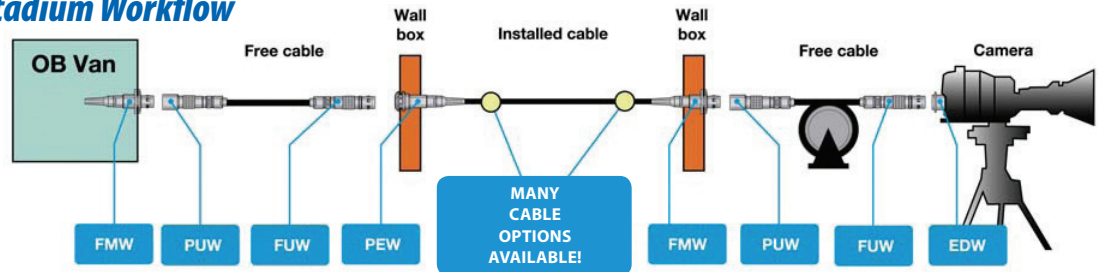 Workflow
OB Van
Free cable
Wall
box
Installed cable
Wall
box
Free cable
Camera
FMW
PUW
FUW
PEW
MANY
CABLE
OPTIONS
AVAILABLE!
FMW
PUW
FUW
EDW